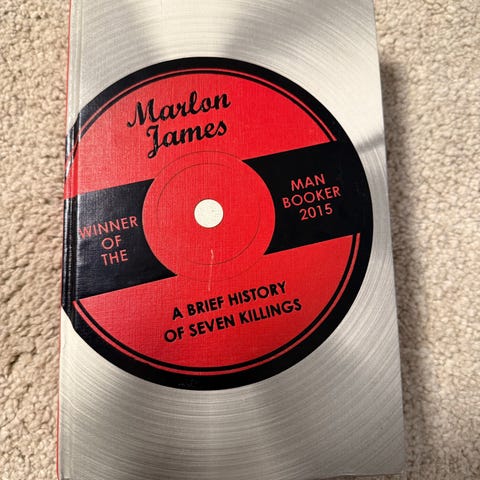 Marlon
James
WINNER
OF
THE
MAN
BOOKER
2015
A BRIEF HISTORY
OF SEVEN KILLINGS